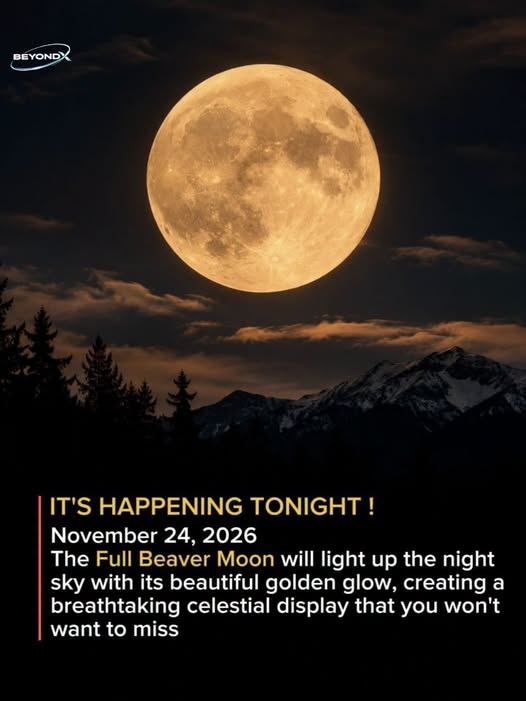 BEYONDX
IT'S HAPPENING TONIGHT !
November 24, 2026
The Full Beaver Moon will light up the night
sky with its beautiful golden glow, creating a
breathtaking celestial display that you won't
want to miss